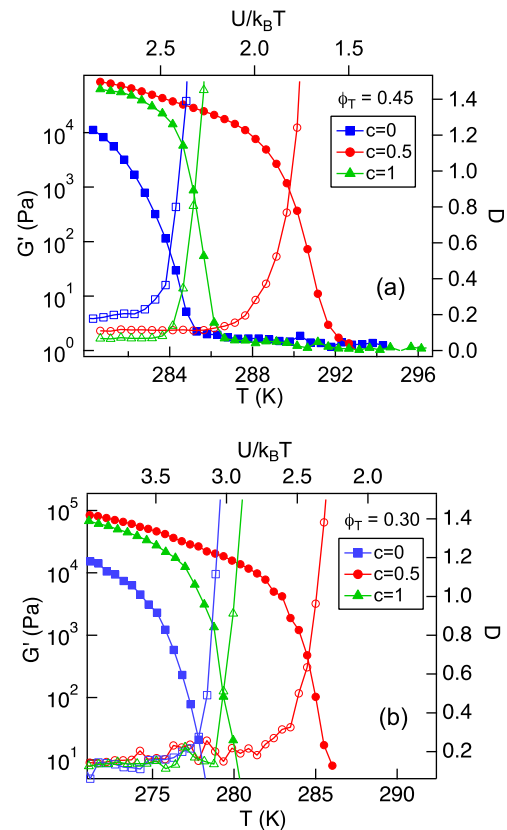 U/kBT
2.5 2.0 1.5
ϕT = 0.45
c=0
c=0.5
c=1
10^4
10^3
10^2
10^1
10^0
G' (Pa)
1.4
1.2
1.0
0.8
0.6
0.4
0.2
0.0
D
(a)
284 288 292 296
T (K)
U/kBT
3.5 3.0 2.5 2.0
ϕT = 0.30
c=0
c=0.5
c=1
10^5
10^4
10^3
10^2
10^1
G' (Pa)
1.4
1.2
1.0
0.8
0.6
0.4
0.2
D
(b)
275 280 285 290
T (K)